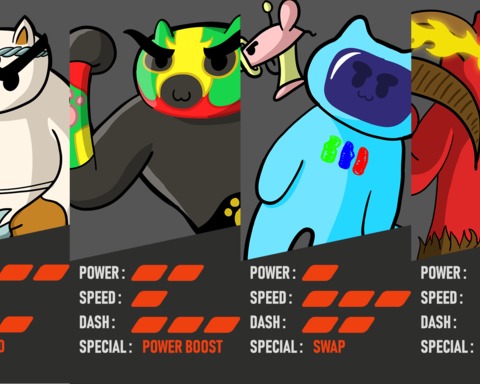 POWER:
SPEED:
DASH:
SPECIAL: POWER BOOST
POWER:
SPEED:
DASH:
SPECIAL: SWAP
POWER:
SPEED:
DASH:
SPECIAL: